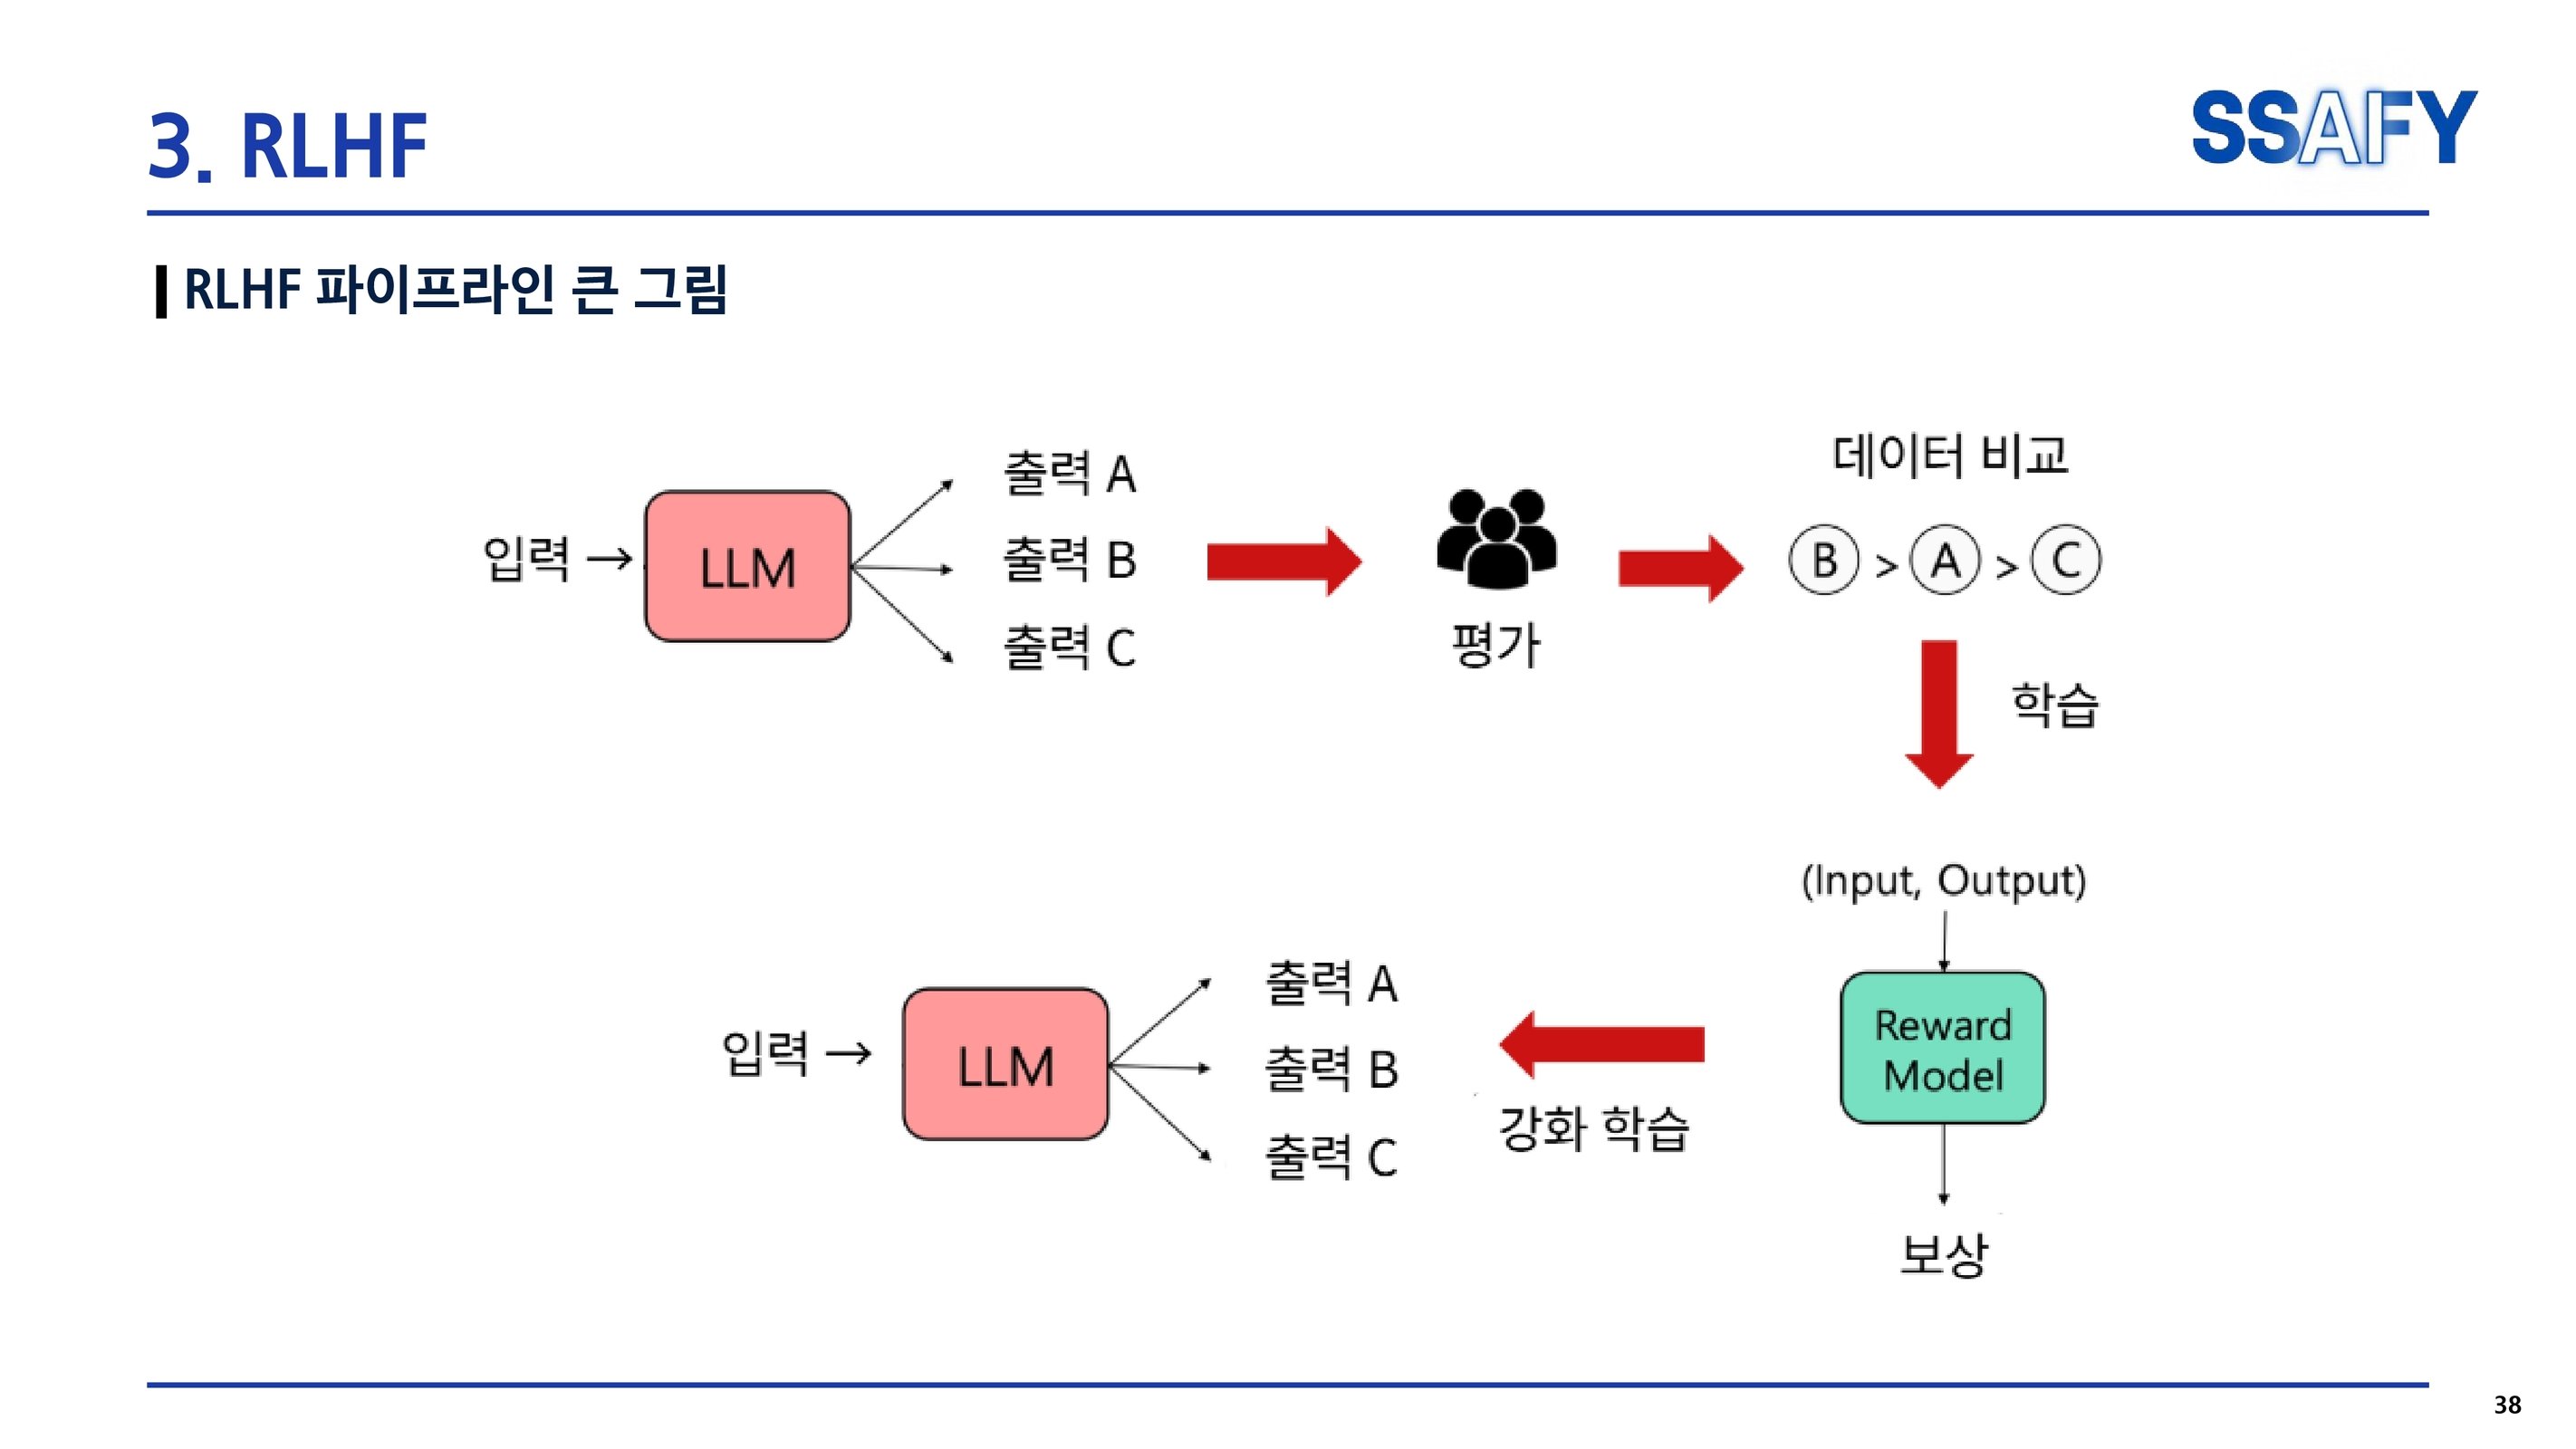 3. RLHF
SSAFY
RLHF 파이프라인 큰 그림
입력 →
LLM
출력 A
출력 B
출력 C
평가
데이터 비교
B > A > C
학습
(Input, Output)
Reward
Model
보상
강화 학습
입력 →
LLM
출력 A
출력 B
출력 C
38